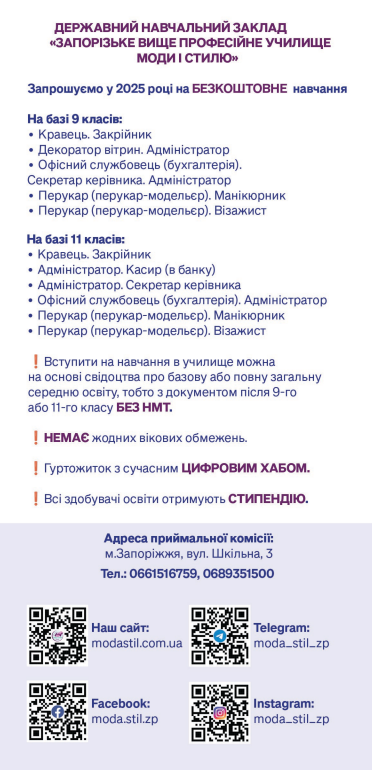 ДЕРЖАВНИЙ НАВЧАЛЬНИЙ ЗАКЛАД
«ЗАПОРІЗЬКЕ ВИЩЕ ПРОФЕСІЙНЕ УЧИЛИЩЕ
МОДИ І СТИЛЮ»
Запрошуємо у 2025 році на БЕЗКОШТОВНЕ навчання
На базі 9 класів:
• Кравець. Закрійник
• Декоратор вітрин. Адміністратор
• Офісний службовець (бухгалтерія).
Секретар керівника. Адміністратор
• Перукар (перукар-модельєр). Манікюрник
• Перукар (перукар-модельєр). Візажист
На базі 11 класів:
• Кравець. Закрійник
• Адміністратор. Касир (в банку)
• Адміністратор. Секретар керівника
• Офісний службовець (бухгалтерія). Адміністратор
• Перукар (перукар-модельєр). Манікюрник
• Перукар (перукар-модельєр). Візажист
❗Вступити на навчання в училище можна
на основі свідоцтва про базову або повну загальну
середню освіту, тобто з документом після 9-го
або 11-го класу БЕЗ НМТ.
❗НЕМАЄ жодних вікових обмежень.
❗Гуртожиток з сучасним ЦИФРОВИМ ХАБОМ.
❗Всі здобувачі освіти отримують СТИПЕНДІЮ.
Адреса приймальної комісії:
м.Запоріжжя, вул. Шкільна, 3
Тел.: 0661516759, 0689351500
Наш сайт:
modastil.com.ua
Telegram:
moda_stil_zp
Facebook:
moda.stil.zp
Instagram:
moda_stil_zp